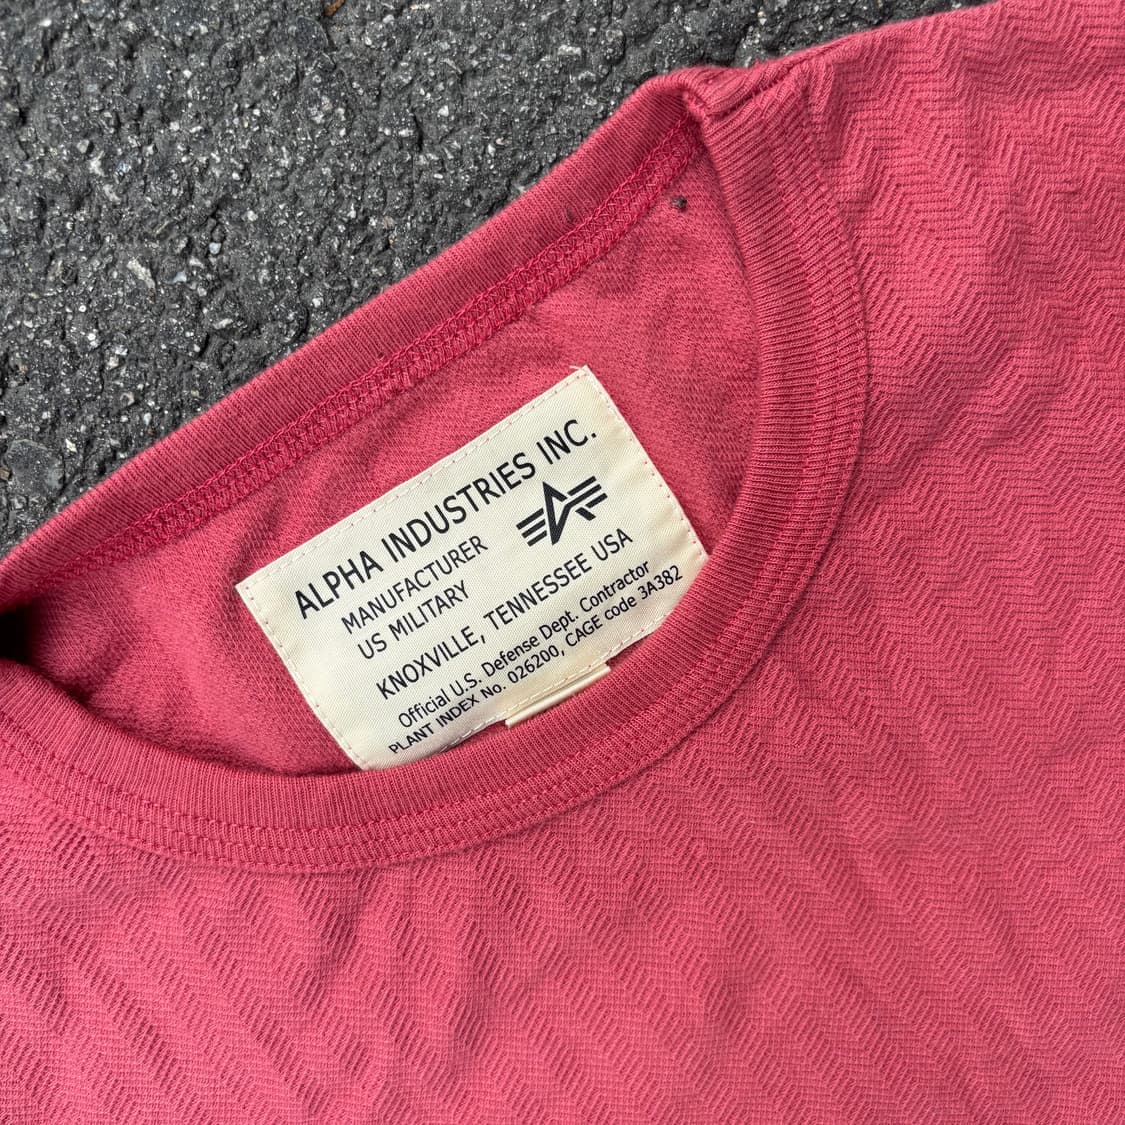 ALPHA INDUSTRIES INC.
MANUFACTURER
US MILITARY
KNOXVILLE, TENNESSEE USA
Official U.S. Defense Dept. Contractor
PLANT INDEX No. 026200, CAGE code 3A382